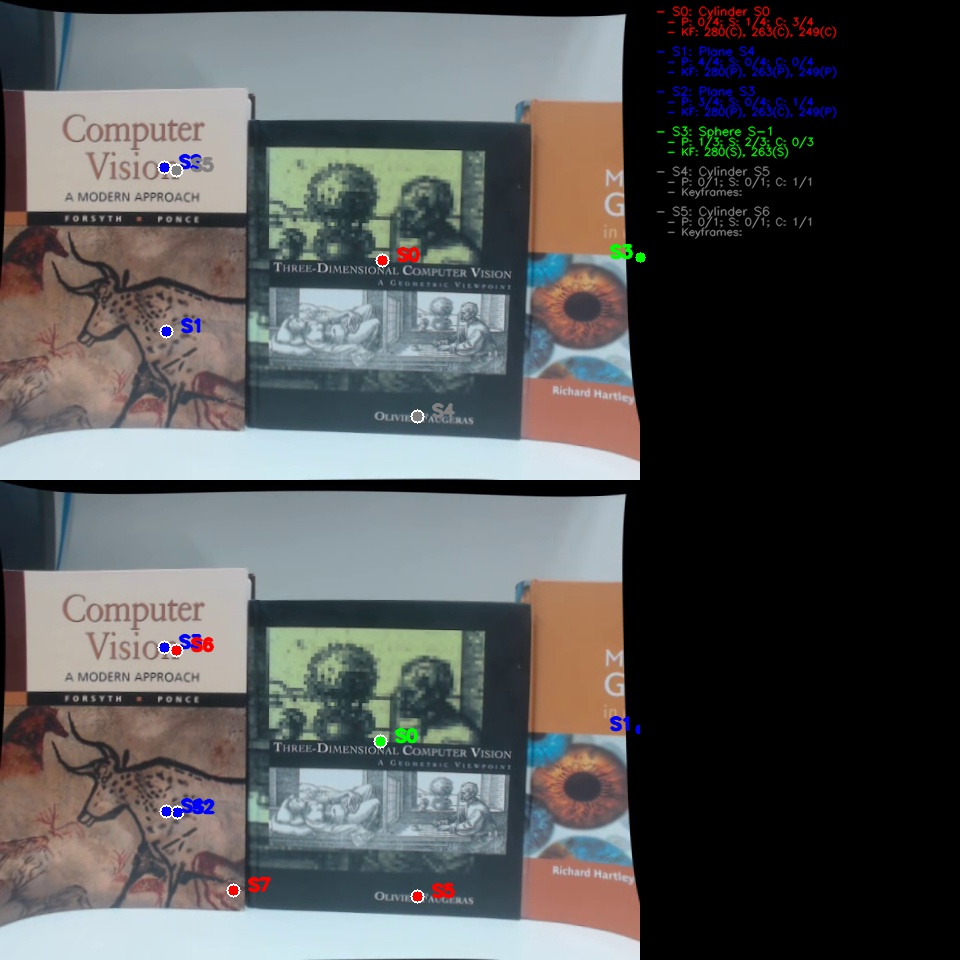 – S0: Cylinder S0
– P: 0/4; S: 1/4; C: 3/4
– KF: 280(C), 263(C), 249(C)
– S1: Plane S4
– P: 4/4; S: 0/4; C: 0/4
– KF: 280(P), 263(P), 249(P)
– S2: Plane S3
– P: 3/4; S: 0/4; C: 1/4
– KF: 280(P), 263(C), 249(P)
– S3: Sphere S-1
– P: 1/3; S: 2/3; C: 0/3
– KF: 280(S), 263(S)
– S4: Cylinder S5
– P: 0/1; S: 0/1; C: 1/1
– Keyframes:
– S5: Cylinder S6
– P: 0/1; S: 0/1; C: 1/1
– Keyframes:
Computer
Vision
A MODERN APPROACH
FORSYTH PONCE
S0
THREE-DIMENSIONAL COMPUTER VISION
A GEOMETRIC VIEWPOINT
S1
S3
S4
OLIVIER FAUGERAS
M
G
in
Richard Hartley
Computer
Vision
S6
A MODERN APPROACH
FORSYTH PONCE
S0
THREE-DIMENSIONAL COMPUTER VISION
A GEOMETRIC VIEWPOINT
S1
S2
S7
S5
OLIVIER FAUGERAS
M
G
in
Richard Hartley